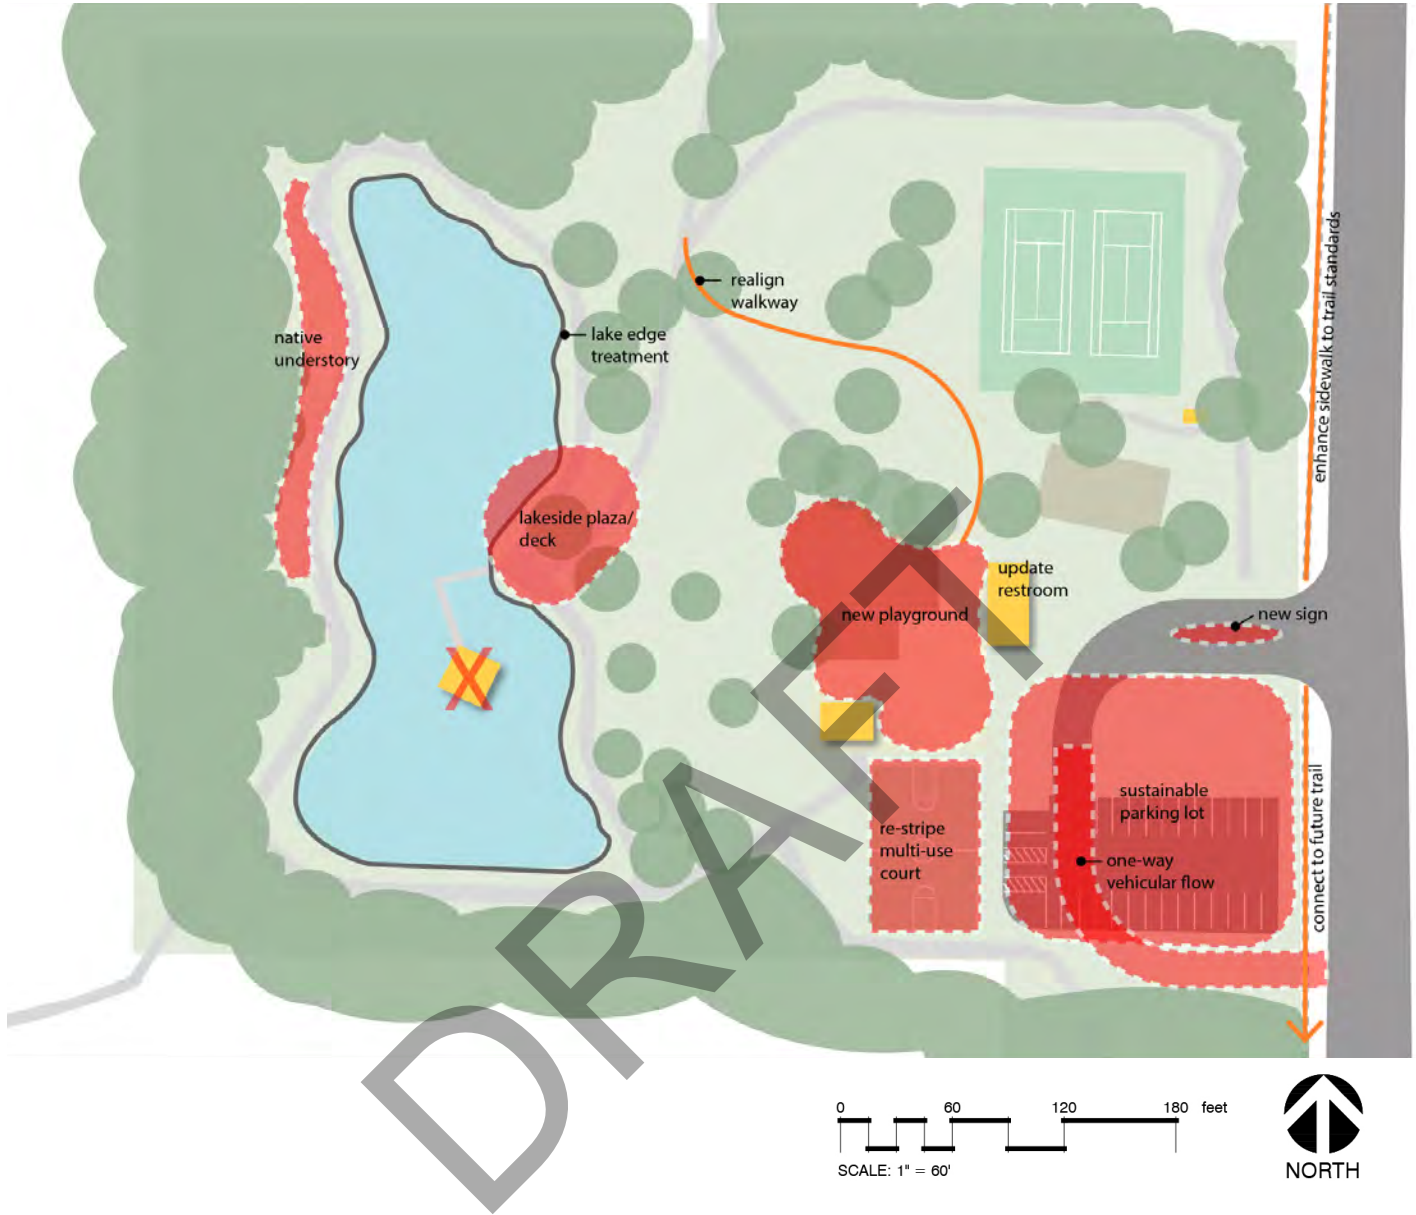 enhance sidewalk to trail standards
realign
walkway
lake edge
treatment
native
understory
lakeside plaza/
deck
update
restroom
new playground
new sign
sustainable
parking lot
re-stripe
multi-use
court
one-way
vehicular flow
connect to future trail
DRAFT
0 60 120 180 feet
SCALE: 1" = 60'
NORTH